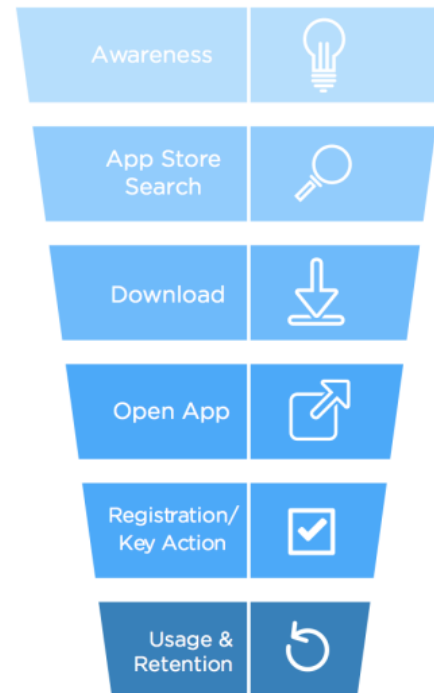 Awareness
App Store
Search
Download
Open App
Registration/
Key Action
Usage &
Retention